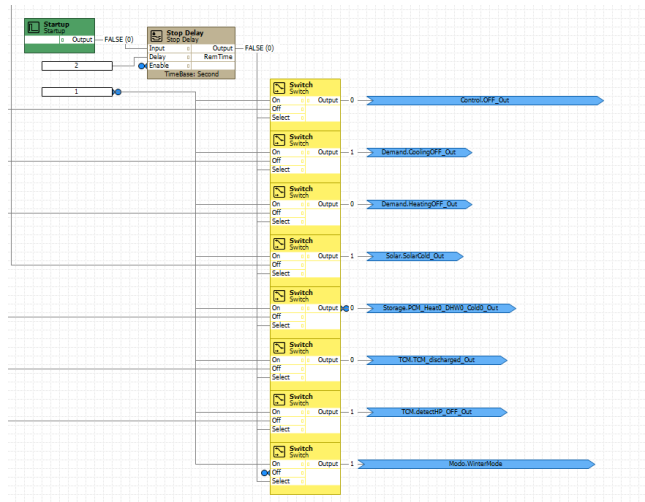 Startup
Startup
Output
FALSE (0)
Stop Delay
Stop Delay
Input Output
FALSE (0)
Delay RemTime
Enable
TimeBase: Second
2
1
Switch
Switch
On Output 0 Control.OFF_Out
Off
Select
Switch
Switch
On Output 1 Demand.CoolingOFF_Out
Off
Select
Switch
Switch
On Output 0 Demand.HeatingOFF_Out
Off
Select
Switch
Switch
On Output 1 Solar.SolarCold_Out
Off
Select
Switch
Switch
On Output 0 Storage.PCM_Heat0_DHW0_Cold0_Out
Off
Select
Switch
Switch
On Output 0 TCM.TCM_discharged_Out
Off
Select
Switch
Switch
On Output 1 TCM.detectHP_OFF_Out
Off
Select
Switch
Switch
On Output 1 Modo.WinterMode
Off
Select